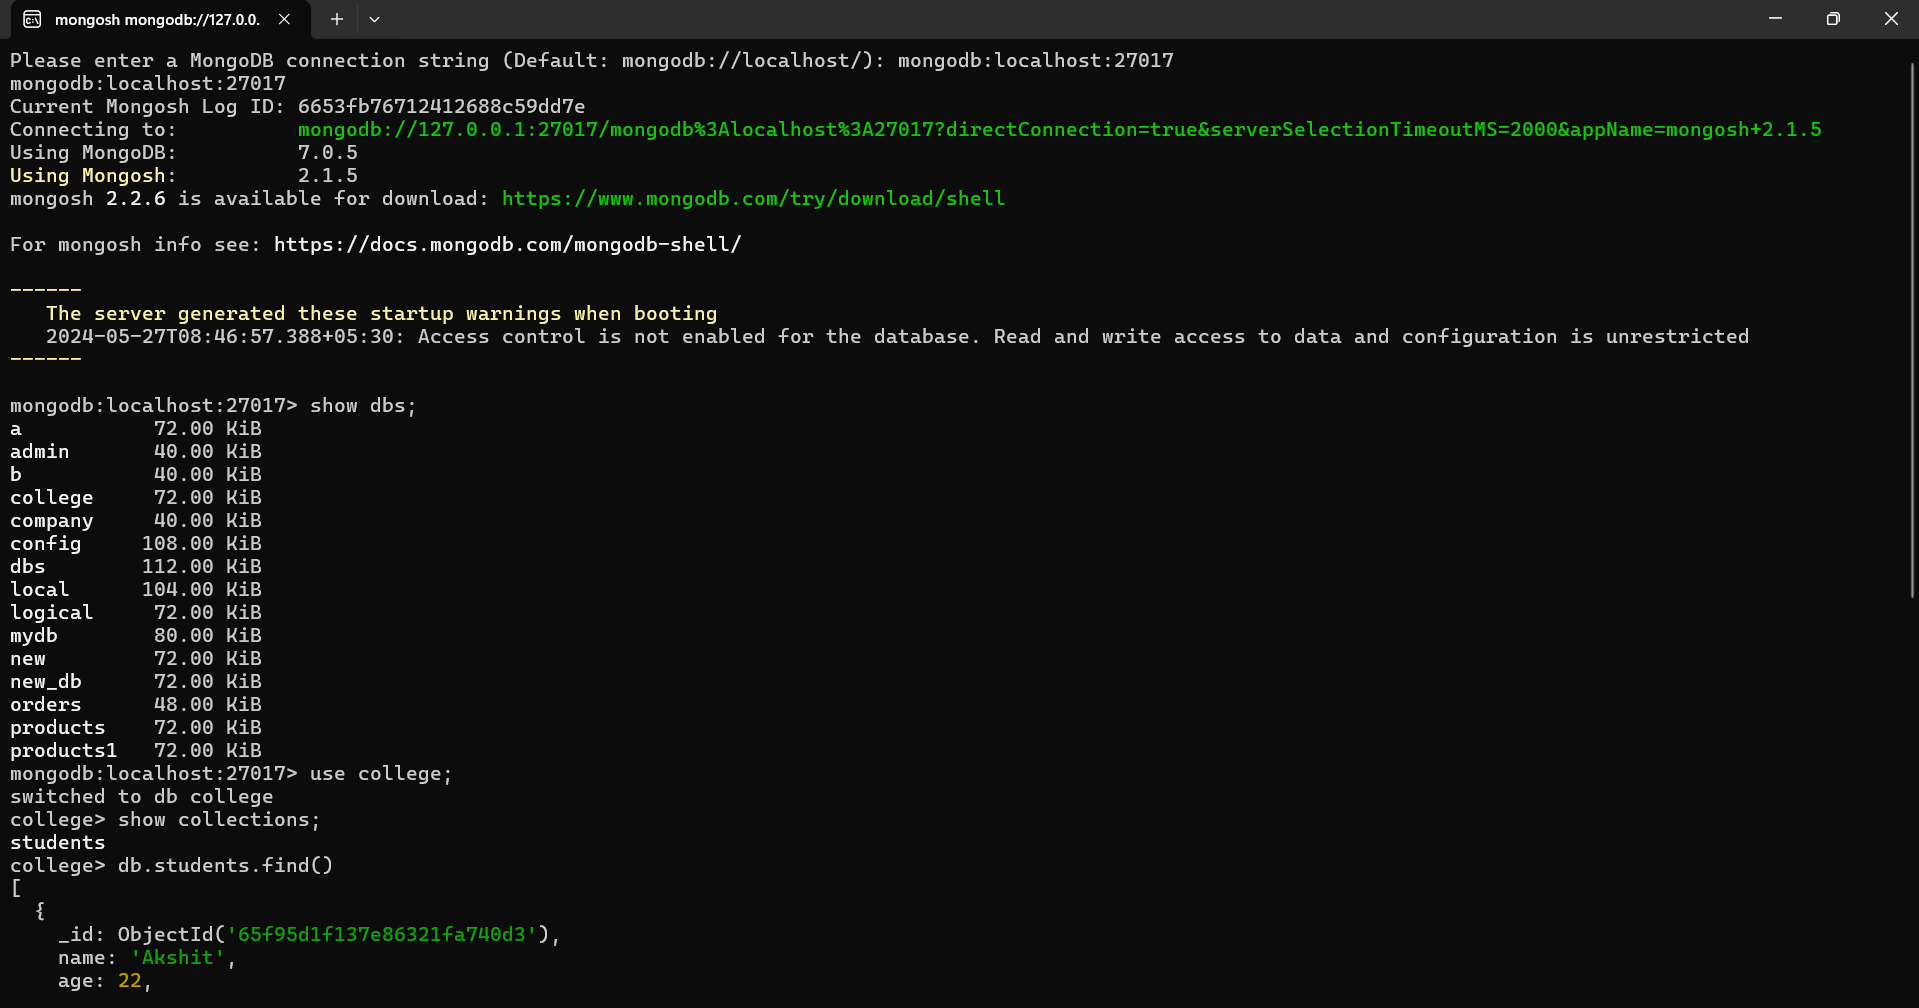 mongosh mongodb://127.0.0.
Please enter a MongoDB connection string (Default: mongodb://localhost/): mongodb:localhost:27017
mongodb:localhost:27017
Current Mongosh Log ID: 6653fb76712412688c59dd7e
Connecting to:          mongodb://127.0.0.1:27017/mongodb%3Alocalhost%3A27017?directConnection=true&serverSelectionTimeoutMS=2000&appName=mongosh+2.1.5
Using MongoDB:          7.0.5
Using Mongosh:          2.1.5
mongosh 2.2.6 is available for download: https://www.mongodb.com/try/download/shell
For mongosh info see: https://docs.mongodb.com/mongodb-shell/
------
   The server generated these startup warnings when booting
   2024-05-27T08:46:57.388+05:30: Access control is not enabled for the database. Read and write access to data and configuration is unrestricted
------
mongodb:localhost:27017> show dbs;
a           72.00 KiB
admin       40.00 KiB
b           40.00 KiB
college     72.00 KiB
company     40.00 KiB
config     108.00 KiB
dbs        112.00 KiB
local      104.00 KiB
logical     72.00 KiB
mydb        80.00 KiB
new         72.00 KiB
new_db      72.00 KiB
orders      48.00 KiB
products    72.00 KiB
products1   72.00 KiB
mongodb:localhost:27017> use college;
switched to db college
college> show collections;
students
college> db.students.find()
[
  {
    _id: ObjectId('65f95d1f137e86321fa740d3'),
    name: 'Akshit',
    age: 22,